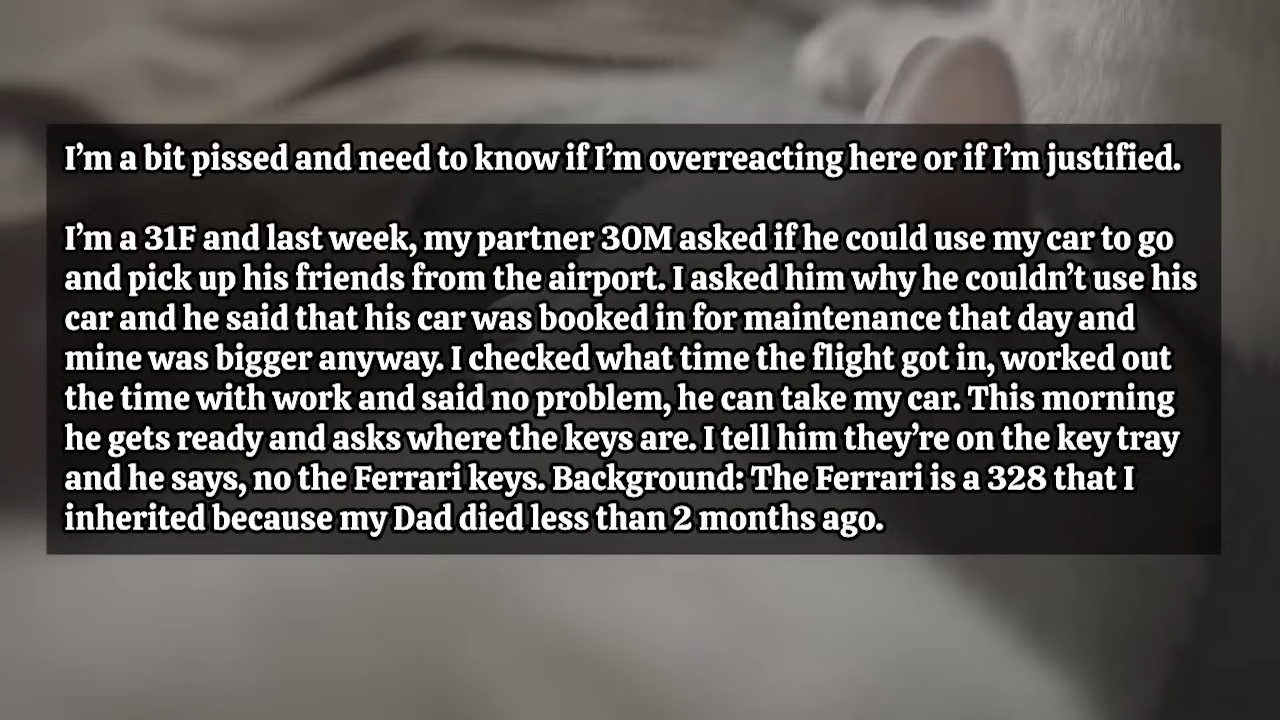 I’m a bit pissed and need to know if I’m overreacting here or if I’m justified.
I’m a 31F and last week, my partner 30M asked if he could use my car to go
and pick up his friends from the airport. I asked him why he couldn’t use his
car and he said that his car was booked in for maintenance that day and
mine was bigger anyway. I checked what time the flight got in, worked out
the time with work and said no problem, he can take my car. This morning
he gets ready and asks where the keys are. I tell him they’re on the key tray
and he says, no the Ferrari keys. Background: The Ferrari is a 328 that I
inherited because my Dad died less than 2 months ago.